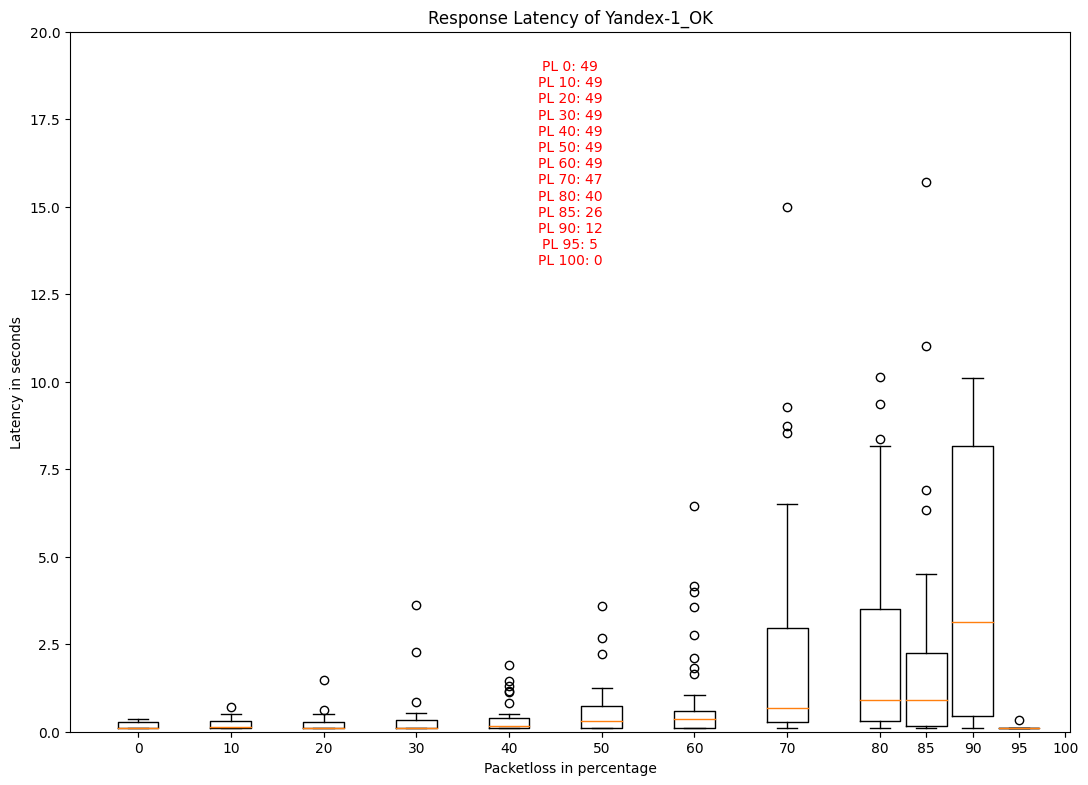 Response Latency of Yandex-1_OK
20.0
17.5
15.0
12.5
10.0
7.5
5.0
2.5
0.0
Latency in seconds
PL 0: 49
PL 10: 49
PL 20: 49
PL 30: 49
PL 40: 49
PL 50: 49
PL 60: 49
PL 70: 47
PL 80: 40
PL 85: 26
PL 90: 12
PL 95: 5
PL 100: 0
0 10 20 30 40 50 60 70 80 85 90 95 100
Packetloss in percentage